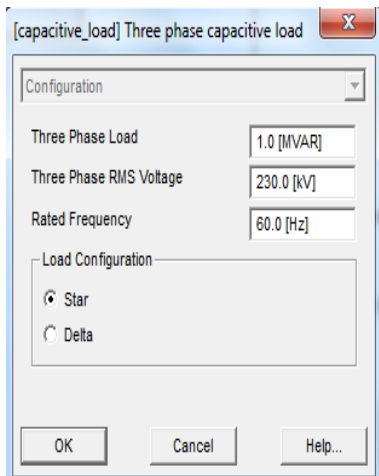 [capacitive_load] Three phase capacitive load X
Configuration
Three Phase Load 1.0 [MVAR]
Three Phase RMS Voltage 230.0 [kV]
Rated Frequency 60.0 [Hz]
Load Configuration
Star
Delta
OK Cancel Help...